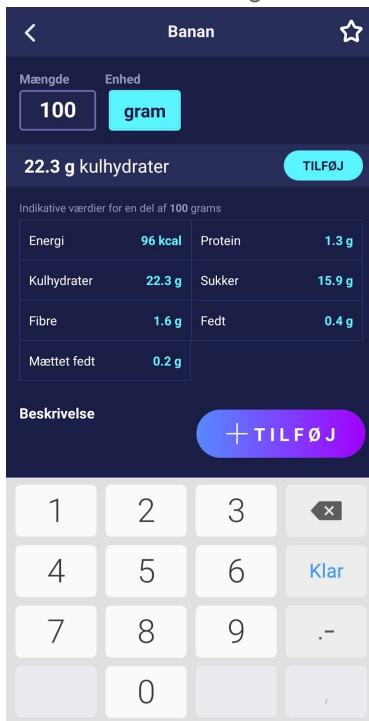 Banan
Mængde Enhed
100 gram
22.3 g kulhydrater TILFØJ
Indikative værdier for en del af 100 grams
Energi 96 kcal Protein 1.3 g
Kulhydrater 22.3 g Sukker 15.9 g
Fibre 1.6 g Fedt 0.4 g
Mættet fedt 0.2 g
Beskrivelse
+ TILFØJ
1 2 3
4 5 6 Klar
7 8 9 .-
0 ,